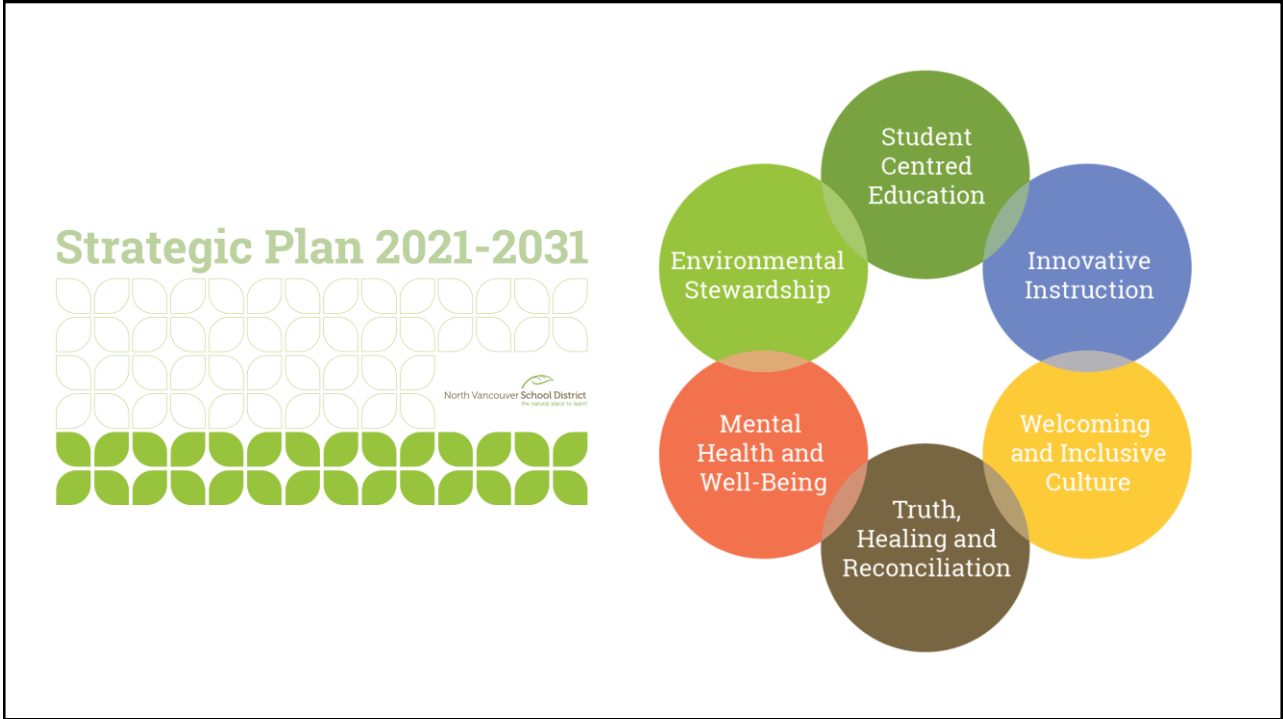 Strategic Plan 2021-2031
North Vancouver School District
the natural place to learn®
Student
Centred
Education
Innovative
Instruction
Welcoming
and Inclusive
Culture
Truth,
Healing and
Reconciliation
Mental
Health and
Well-Being
Environmental
Stewardship